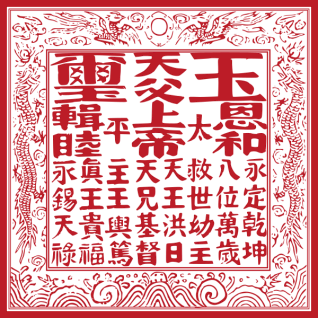 玉
恩和
永定乾坤
八位萬歲
太
救世幼主
天父上帝
天王洪日
天兄基督
平
主王輿篤
璽
輯睦
真王貴福
永錫天祿